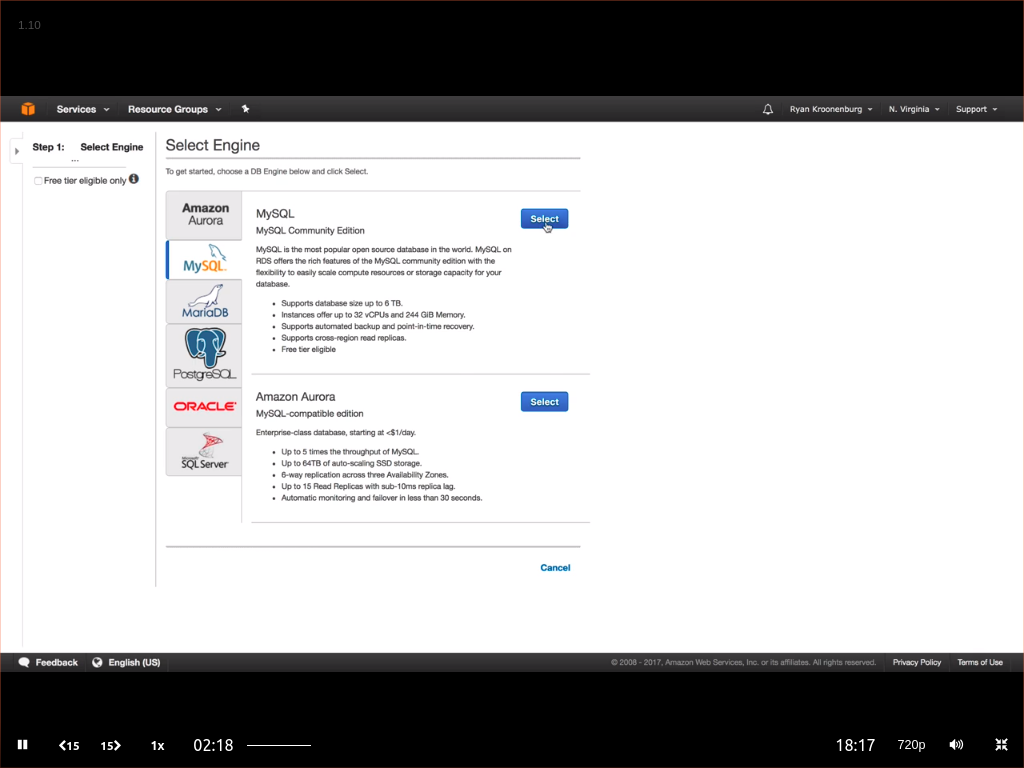 1.10
Services Resource Groups Ryan Kroonenburg N. Virginia Support
Step 1: Select Engine
...
Free tier eligible only
Select Engine
To get started, choose a DB Engine below and click Select.
Amazon
Aurora
MySQL
MariaDB
PostgreSQL
ORACLE
Microsoft
SQL Server
MySQL
Select
MySQL Community Edition
MySQL is the most popular open source database in the world. MySQL on
RDS offers the rich features of the MySQL community edition with the
flexibility to easily scale compute resources or storage capacity for your
database.
• Supports database size up to 6 TB.
• Instances offer up to 32 vCPUs and 244 GiB Memory.
• Supports automated backup and point-in-time recovery.
• Supports cross-region read replicas.
• Free tier eligible
Amazon Aurora
Select
MySQL-compatible edition
Enterprise-class database, starting at <$1/day.
• Up to 5 times the throughput of MySQL.
• Up to 64TB of auto-scaling SSD storage.
• 6-way replication across three Availability Zones.
• Up to 15 Read Replicas with sub-10ms replica lag.
• Automatic monitoring and failover in less than 30 seconds.
Cancel
Feedback English (US) © 2008 - 2017, Amazon Web Services, Inc. or its affiliates. All rights reserved. Privacy Policy Terms of Use
15 15 1x 02:18 18:17 720p